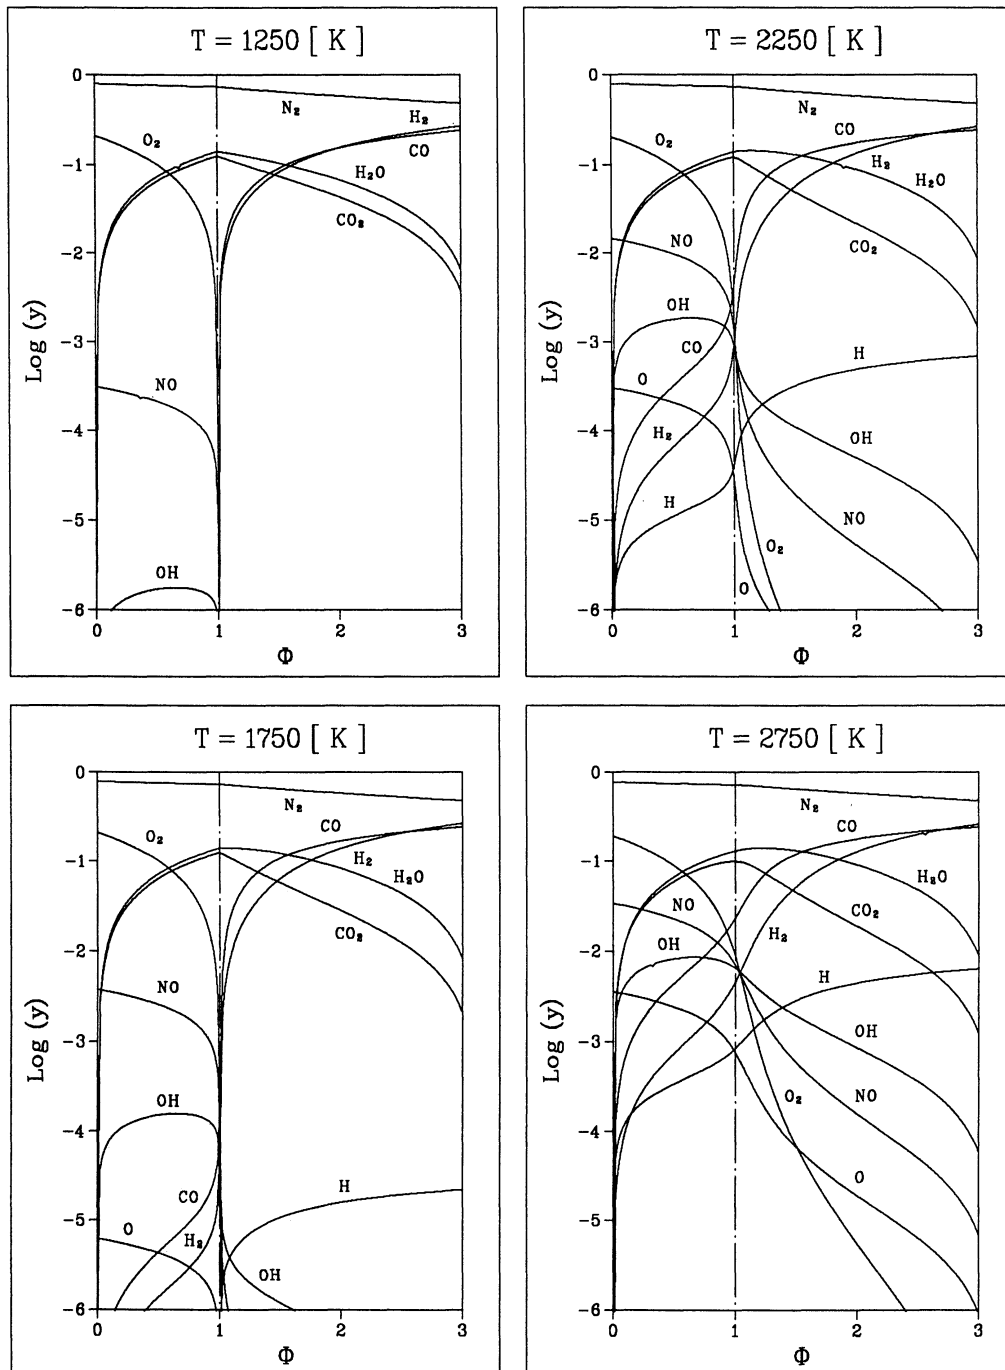 T = 1250 [ K ]
0
-1
-2
-3
-4
-5
-6
Log (y)
N₂
O₂
H₂
CO
H₂O
CO₂
NO
OH
0
1
2
3
Φ
T = 2250 [ K ]
0
-1
-2
-3
-4
-5
-6
Log (y)
N₂
O₂
CO
H₂
H₂O
NO
CO₂
OH
CO
H
O
H₂
OH
H
NO
O₂
O
0
1
2
3
Φ
T = 1750 [ K ]
0
-1
-2
-3
-4
-5
-6
Log (y)
N₂
O₂
CO
H₂
H₂O
CO₂
NO
OH
CO
H
O
H₂
OH
0
1
2
3
Φ
T = 2750 [ K ]
0
-1
-2
-3
-4
-5
-6
Log (y)
N₂
CO
O₂
H₂O
NO
CO₂
OH
H₂
H
CO
OH
O₂
NO
O
0
1
2
3
Φ